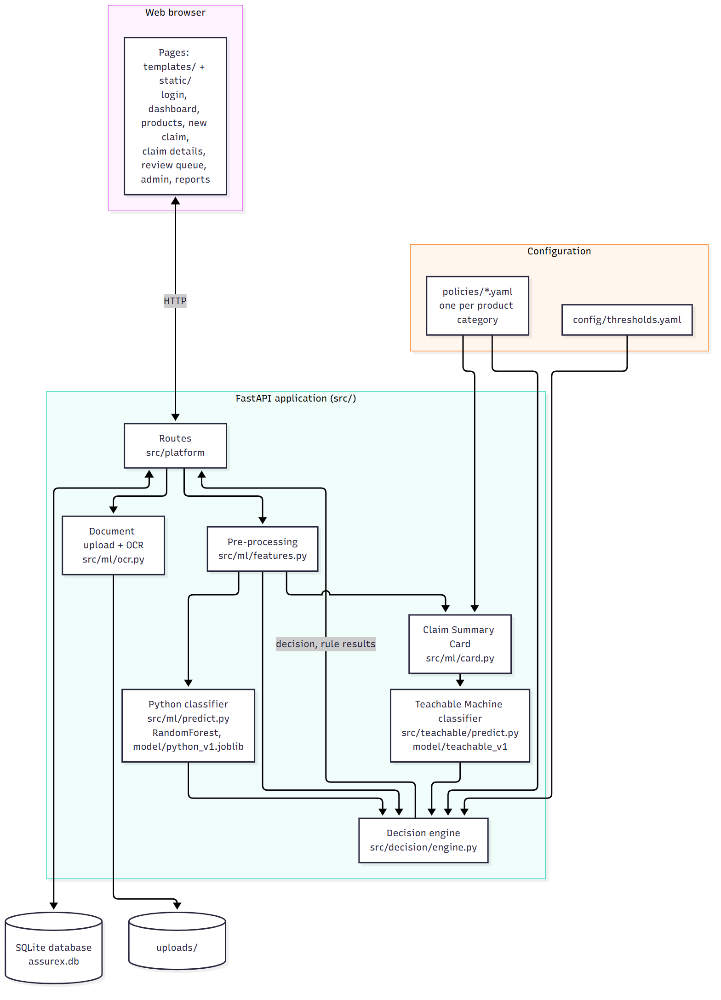 Web browser
Pages:
templates/ +
static/
login,
dashboard,
products, new
claim,
claim details,
review queue,
admin, reports
HTTP
Configuration
policies/*.yaml
one per product
category
config/thresholds.yaml
FastAPI application (src/)
Routes
src/platform
Document
upload + OCR
src/ml/ocr.py
Pre-processing
src/ml/features.py
decision, rule results
Claim Summary
Card
src/ml/card.py
Python classifier
src/ml/predict.py
RandomForest,
model/python_v1.joblib
Teachable Machine
classifier
src/teachable/predict.py
model/teachable_v1
Decision engine
src/decision/engine.py
SQLite database
assurex.db
uploads/